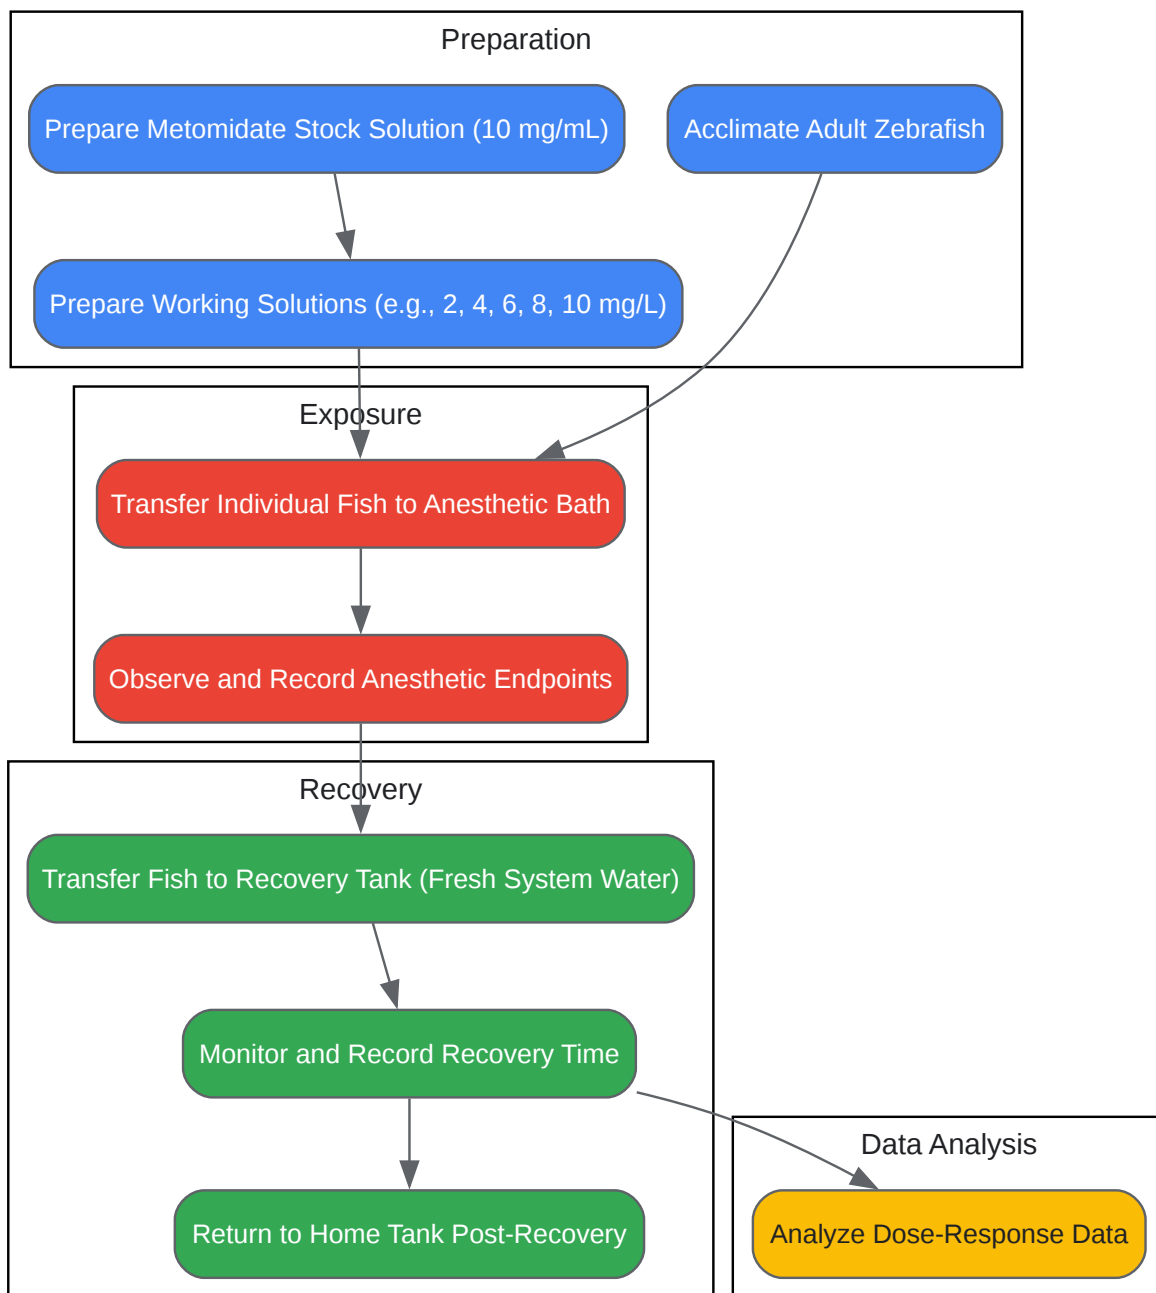 Preparation
Prepare Metomidate Stock Solution (10 mg/mL)
Acclimate Adult Zebrafish
Prepare Working Solutions (e.g., 2, 4, 6, 8, 10 mg/L)
Exposure
Transfer Individual Fish to Anesthetic Bath
Observe and Record Anesthetic Endpoints
Recovery
Transfer Fish to Recovery Tank (Fresh System Water)
Monitor and Record Recovery Time
Return to Home Tank Post-Recovery
Data Analysis
Analyze Dose-Response Data